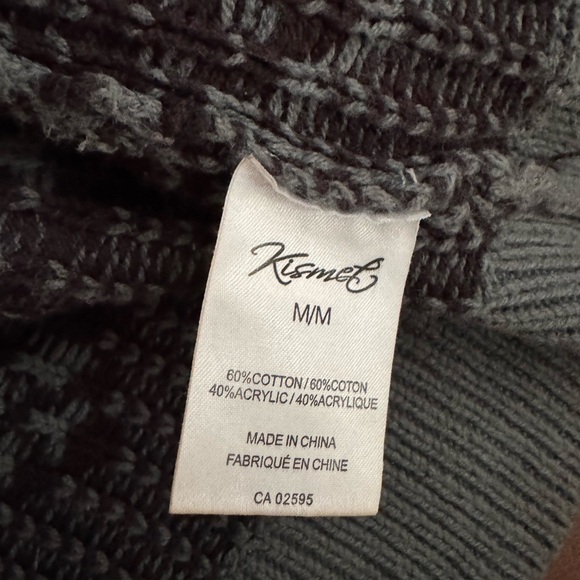 Kismet
M/M
60%COTTON / 60%COTON
40%ACRYLIC / 40%ACRYLIQUE
MADE IN CHINA
FABRIQUÉ EN CHINE
CA 02595